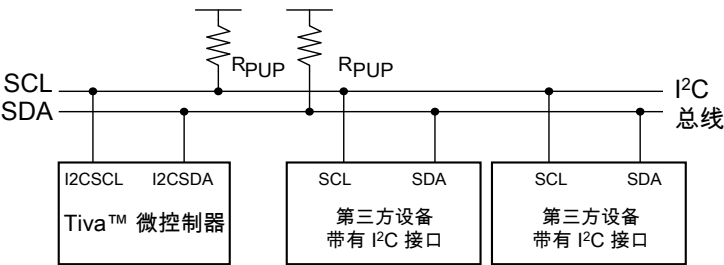 RPUP RPUP
SCL I²C
SDA 总线
I2CSCL I2CSDA SCL SDA SCL SDA
Tiva™ 微控制器 第三方设备 第三方设备
带有 I²C 接口 带有 I²C 接口